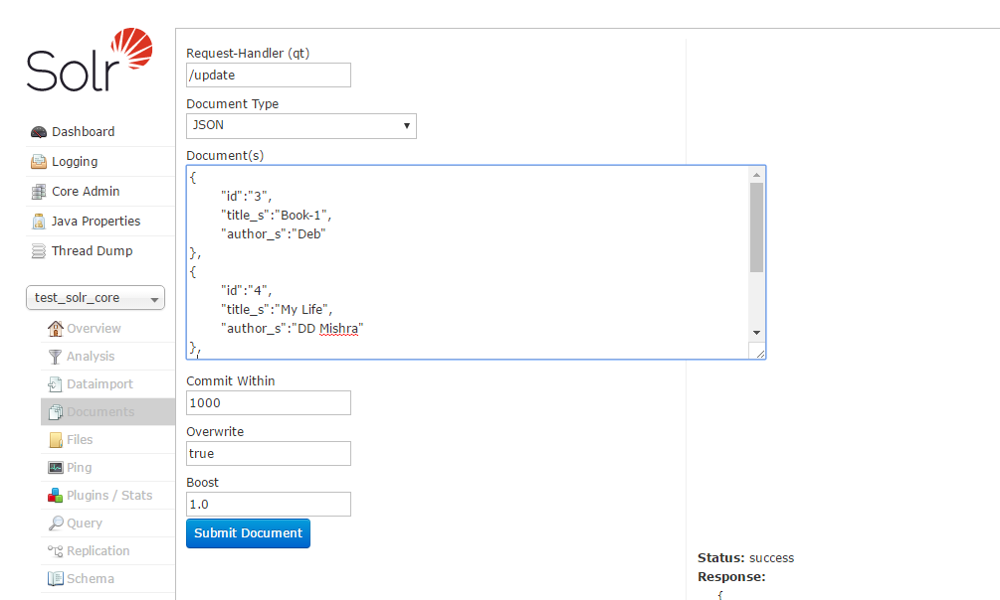 Solr
Dashboard
Logging
Core Admin
Java Properties
Thread Dump
test_solr_core
Overview
Analysis
Dataimport
Documents
Files
Ping
Plugins / Stats
Query
Replication
Schema
Request-Handler (qt)
/update
Document Type
JSON
Document(s)
{
"id":"3",
"title_s":"Book-1",
"author_s":"Deb"
},
{
"id":"4",
"title_s":"My Life",
"author_s":"DD Mishra"
},
Commit Within
1000
Overwrite
true
Boost
1.0
Submit Document
Status: success
Response:
{